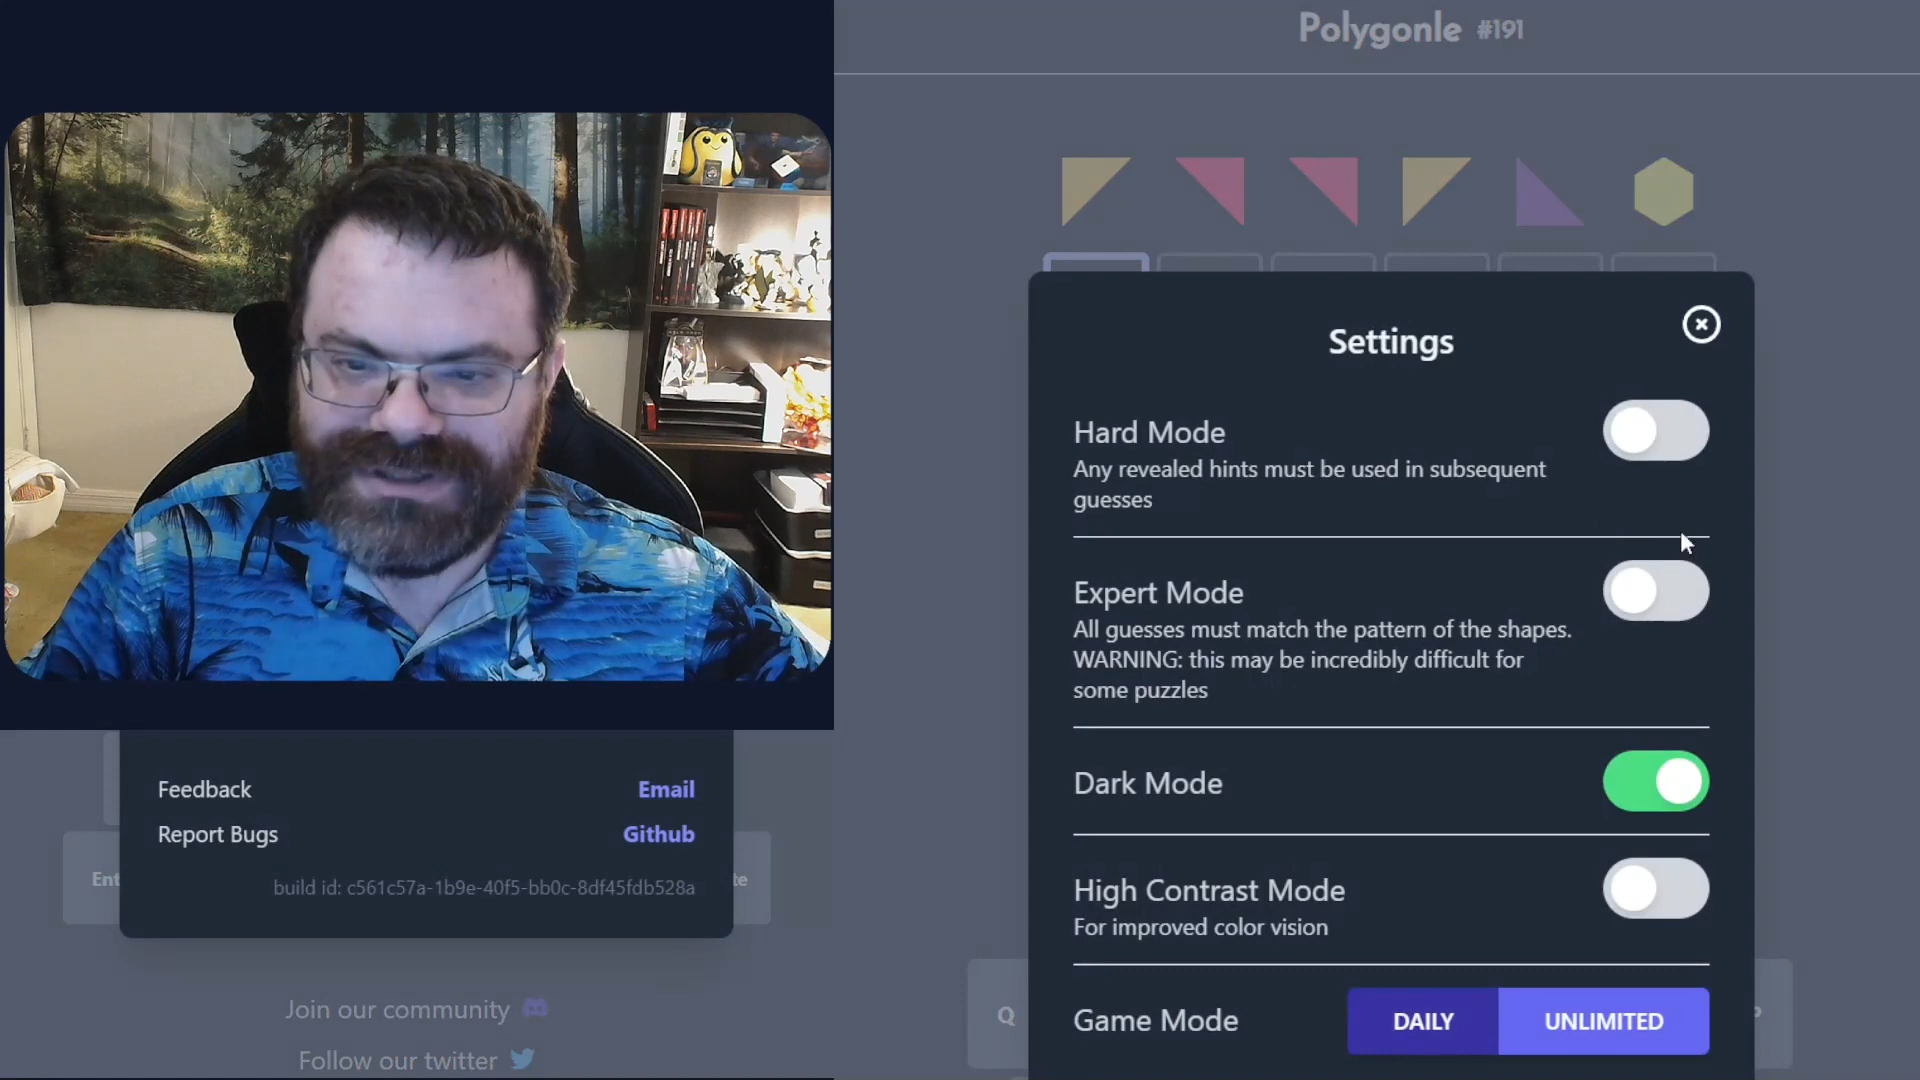 Polygonle #191
Settings
Hard Mode
Any revealed hints must be used in subsequent
guesses
Expert Mode
All guesses must match the pattern of the shapes.
WARNING: this may be incredibly difficult for
some puzzles
Dark Mode
High Contrast Mode
For improved color vision
Game Mode DAILY UNLIMITED
Q
Feedback Email
Report Bugs Github
Ent te
build id: c561c57a-1b9e-40f5-bb0c-8df45fdb528a
Join our community
Follow our twitter